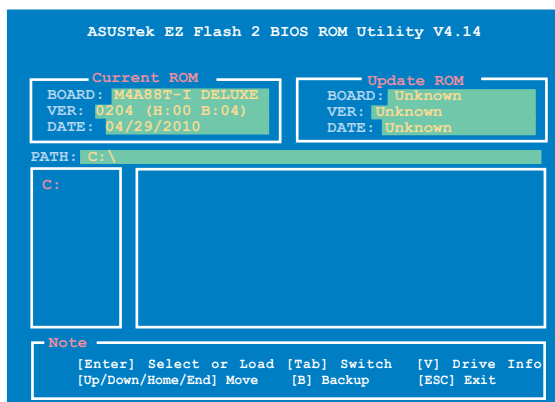 ASUSTek EZ Flash 2 BIOS ROM Utility V4.14
Current ROM
BOARD: M4A88T-I DELUXE
VER: 0204 (H:00 B:04)
DATE: 04/29/2010
Update ROM
BOARD: Unknown
VER: Unknown
DATE: Unknown
PATH: C:\
C:
Note
[Enter] Select or Load [Tab] Switch [V] Drive Info
[Up/Down/Home/End] Move [B] Backup [ESC] Exit